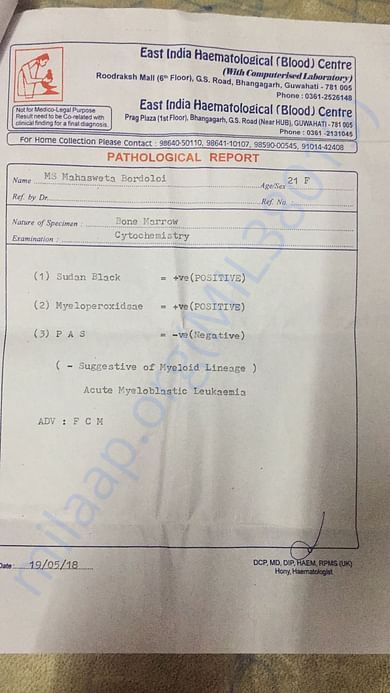 East India Haematological (Blood) Centre
(With Computerised Laboratory)
Roodraksh Mall (6th Floor), G.S. Road, Bhangagarh, Guwahati - 781 005
Phone : 0361-2526148
East India Haematological (Blood) Centre
Prag Plaza (1st Floor), Bhangagarh, G.S. Road (Near HUB), GUWAHATI - 781 005
Phone : 0361 -2131045
Not for Medico-Legal Purpose
Result need to be Co-related with
clinical finding for a final diagnosis.
For Home Collection Please Contact : 98640-50110, 98641-10107, 98590-00545, 91014-42408
PATHOLOGICAL REPORT
Name MS Mahasweta Bordoloi Age/Sex 21 F
Ref. by Dr. Ref. No.
Nature of Specimen : Bone Marrow
Examination : Cytochemistry
(1) Sudan Black = +ve(POSITIVE)
(2) Myeloperoxidsae = +ve(POSITIVE)
(3) P A S = -ve(Negative)
( - Suggestive of Myeloid Lineage )
Acute Myeloblastic Leukaemia
ADV : F C M
Date : 19/05/18
DCP, MD, DIP, HAEM, RPMS (UK)
Hony, Haematologist